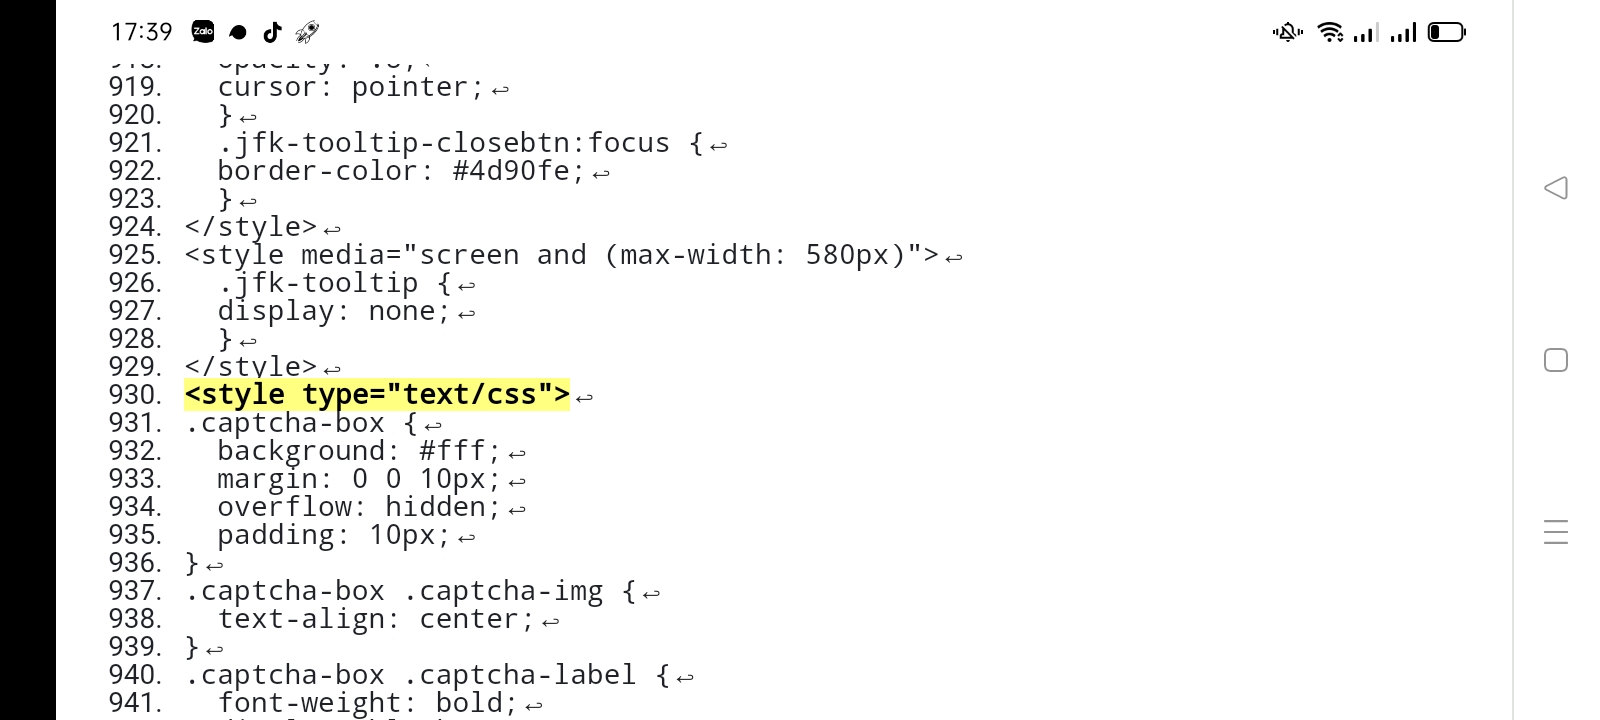 17:39 Zalo
919. cursor: pointer;↩
920. }↩
921. .jfk-tooltip-closebtn:focus {↩
922. border-color: #4d90fe;↩
923. }↩
924. </style>↩
925. <style media="screen and (max-width: 580px)">↩
926. .jfk-tooltip {↩
927. display: none;↩
928. }↩
929. </style>↩
930. <style type="text/css">↩
931. .captcha-box {↩
932. background: #fff;↩
933. margin: 0 0 10px;↩
934. overflow: hidden;↩
935. padding: 10px;↩
936. }↩
937. .captcha-box .captcha-img {↩
938. text-align: center;↩
939. }↩
940. .captcha-box .captcha-label {↩
941. font-weight: bold;↩